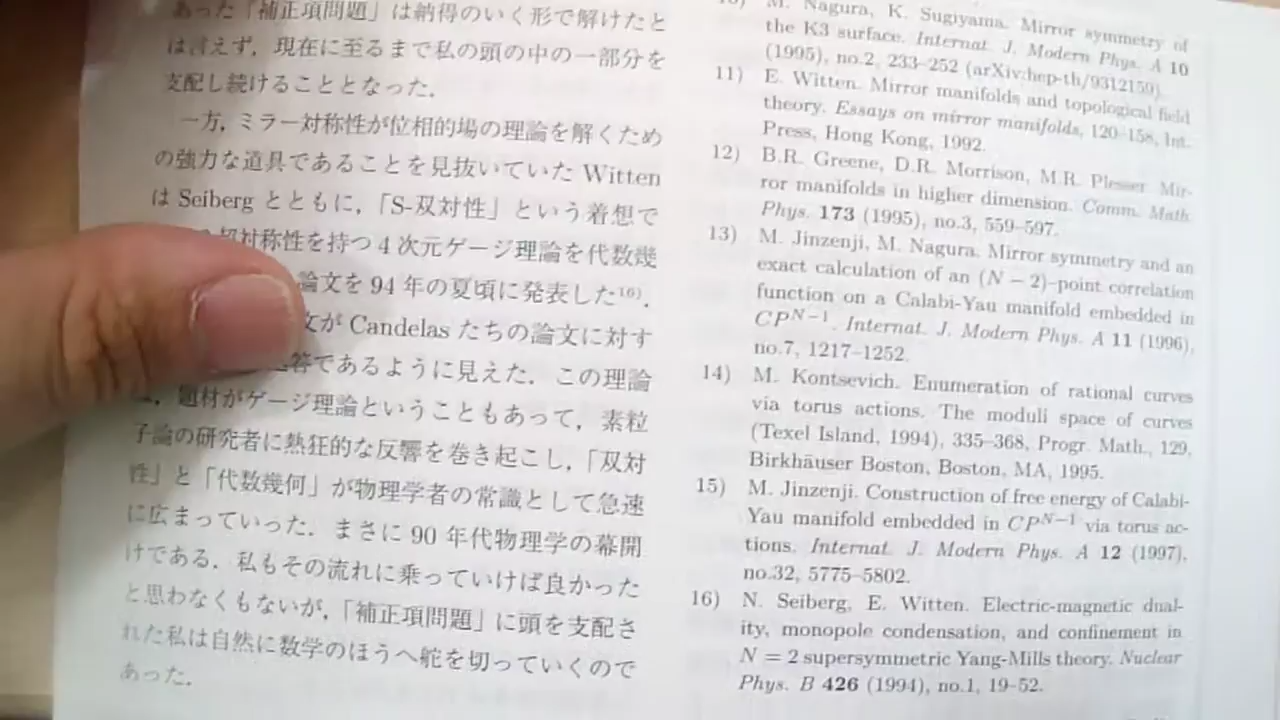 あった「補正項問題」は納得のいく形で解けたと
は言えず，現在に至るまで私の頭の中の一部分を
支配し続けることとなった．
一方，ミラー対称性が位相的場の理論を解くため
の強力な道具であることを見抜いていた Witten
は Seiberg とともに，「S-双対性」という着想で
超対称性を持つ 4 次元ゲージ理論を代数幾
論文を 94 年の夏頃に発表した16)．
文が Candelas たちの論文に対す
答であるように見えた．この理論
，題材がゲージ理論ということもあって，素粒
子論の研究者に熱狂的な反響を巻き起こし，「双対
性」と「代数幾何」が物理学者の常識として急速
に広まっていった．まさに 90 年代物理学の幕開
けである．私もその流れに乗っていけば良かった
と思わなくもないが，「補正項問題」に頭を支配さ
れた私は自然に数学のほうへ舵を切っていくので
あった．
10) M. Nagura, K. Sugiyama. Mirror symmetry of
the K3 surface. Internat. J. Modern Phys. A 10
(1995), no.2, 233–252 (arXiv:hep-th/9312159).
11) E. Witten. Mirror manifolds and topological field
theory. Essays on mirror manifolds, 120–158, Int.
Press, Hong Kong, 1992.
12) B.R. Greene, D.R. Morrison, M.R. Plesser. Mir-
ror manifolds in higher dimension. Comm. Math.
Phys. 173 (1995), no.3, 559–597.
13) M. Jinzenji, M. Nagura. Mirror symmetry and an
exact calculation of an (N − 2)-point correlation
function on a Calabi-Yau manifold embedded in
CP^{N−1}. Internat. J. Modern Phys. A 11 (1996),
no.7, 1217–1252.
14) M. Kontsevich. Enumeration of rational curves
via torus actions. The moduli space of curves
(Texel Island, 1994), 335–368, Progr. Math., 129,
Birkhäuser Boston, Boston, MA, 1995.
15) M. Jinzenji. Construction of free energy of Calabi-
Yau manifold embedded in CP^{N−1} via torus ac-
tions. Internat. J. Modern Phys. A 12 (1997),
no.32, 5775–5802.
16) N. Seiberg, E. Witten. Electric-magnetic dual-
ity, monopole condensation, and confinement in
N = 2 supersymmetric Yang-Mills theory. Nuclear
Phys. B 426 (1994), no.1, 19–52.